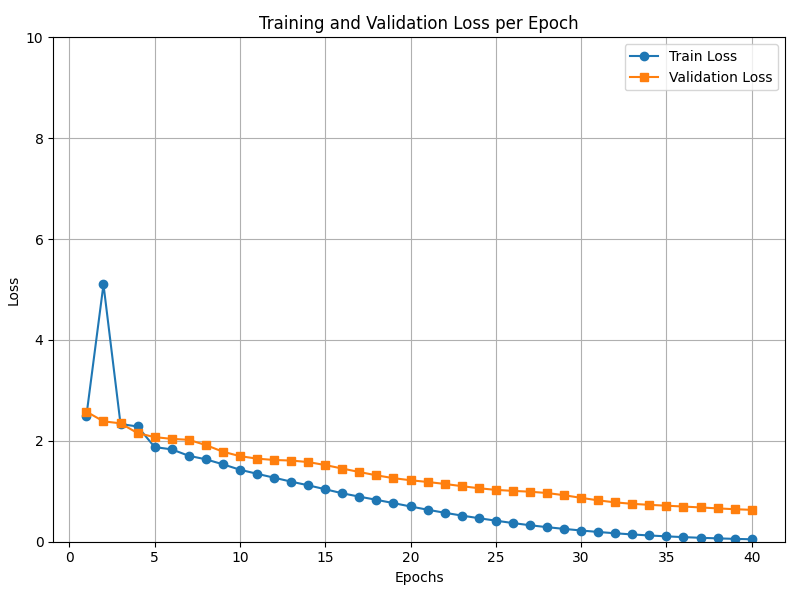 Training and Validation Loss per Epoch
Train Loss
Validation Loss
10
8
6
4
2
0
Loss
0 5 10 15 20 25 30 35 40
Epochs